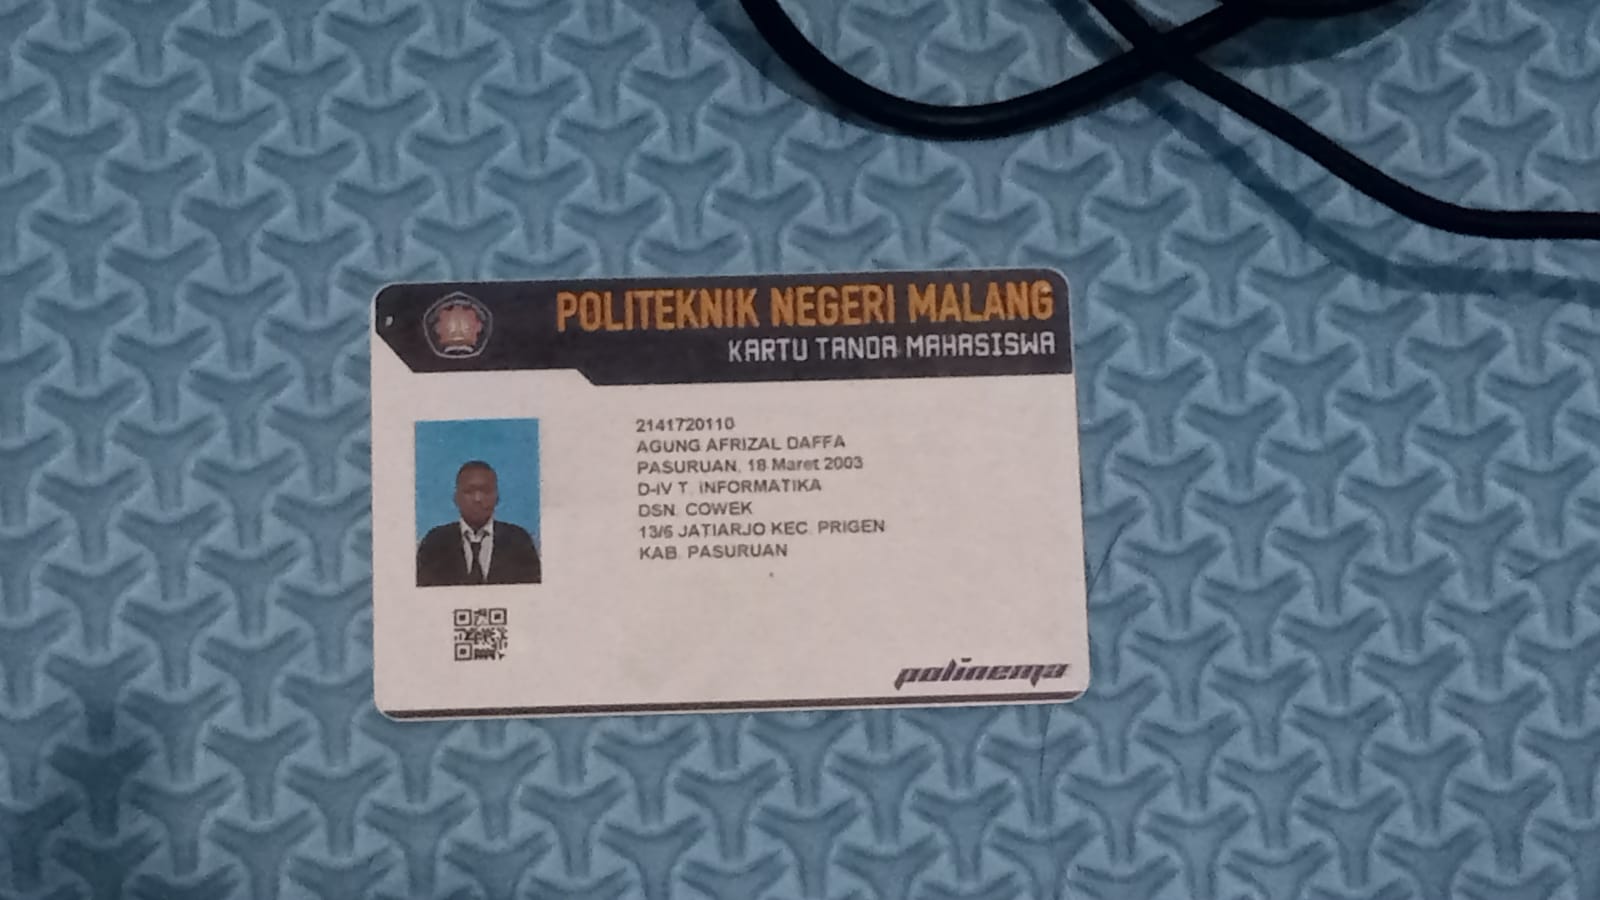 POLITEKNIK NEGERI MALANG
KARTU TANDA MAHASISWA
2141720110
AGUNG AFRIZAL DAFFA
PASURUAN, 18 Maret 2003
D-IV T. INFORMATIKA
DSN. COWEK
13/6 JATIARJO KEC. PRIGEN
KAB. PASURUAN
polinema